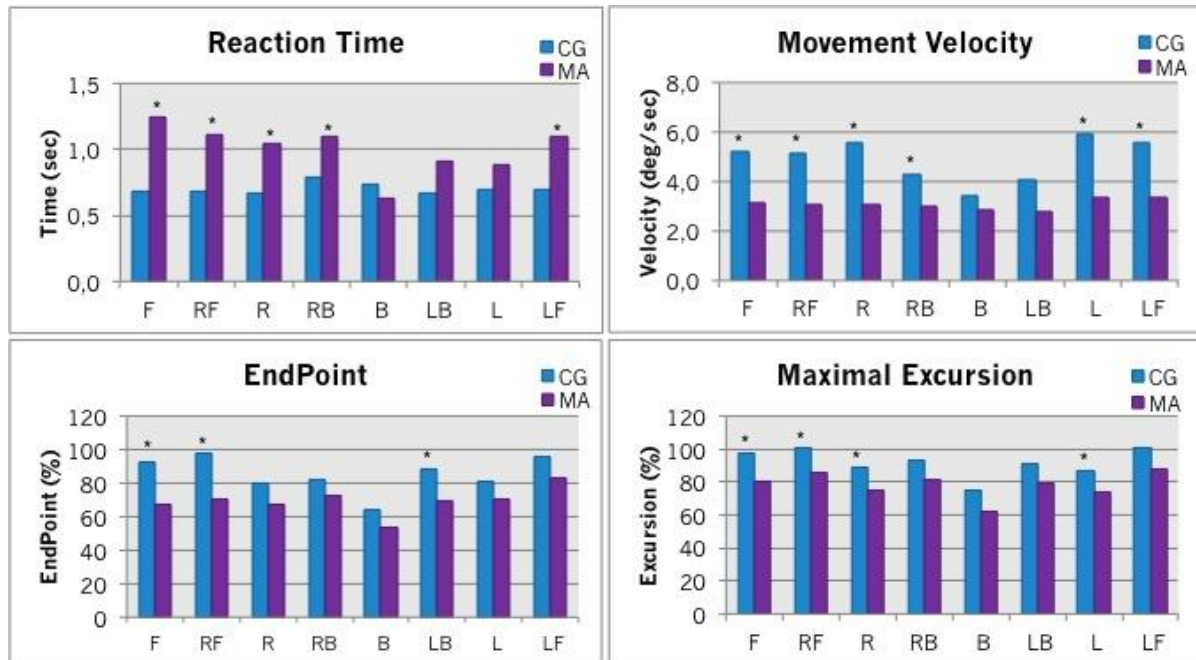 Reaction Time
CG
MA
Time (sec)
1,5
1,0
0,5
0,0
* * * * *
F RF R RB B LB L LF
Movement Velocity
CG
MA
Velocity (deg/sec)
8,0
6,0
4,0
2,0
0,0
* * * * * *
F RF R RB B LB L LF
EndPoint
CG
MA
EndPoint (%)
120
100
80
60
40
20
0
* * *
F RF R RB B LB L LF
Maximal Excursion
CG
MA
Excursion (%)
120
100
80
60
40
20
0
* * * *
F RF R RB B LB L LF